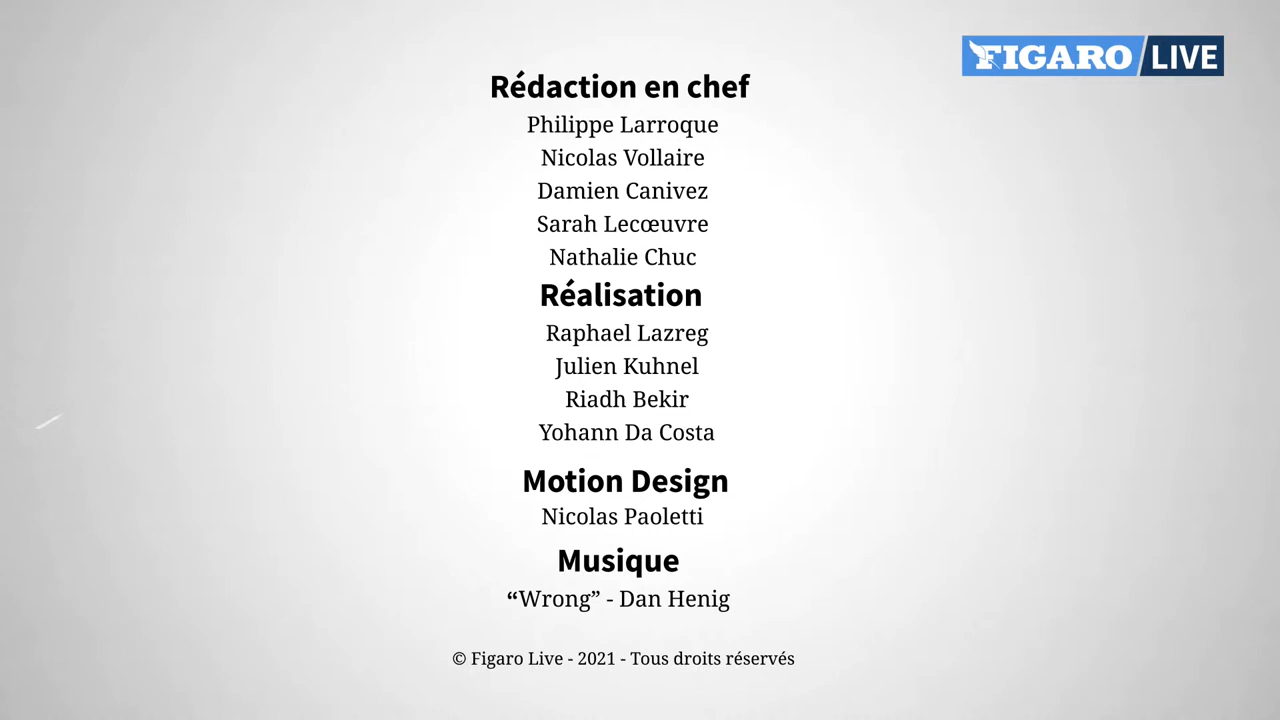 FIGARO LIVE
Rédaction en chef
Philippe Larroque
Nicolas Vollaire
Damien Canivez
Sarah Lecœuvre
Nathalie Chuc
Réalisation
Raphael Lazreg
Julien Kuhnel
Riadh Bekir
Yohann Da Costa
Motion Design
Nicolas Paoletti
Musique
“Wrong” - Dan Henig
© Figaro Live - 2021 - Tous droits réservés